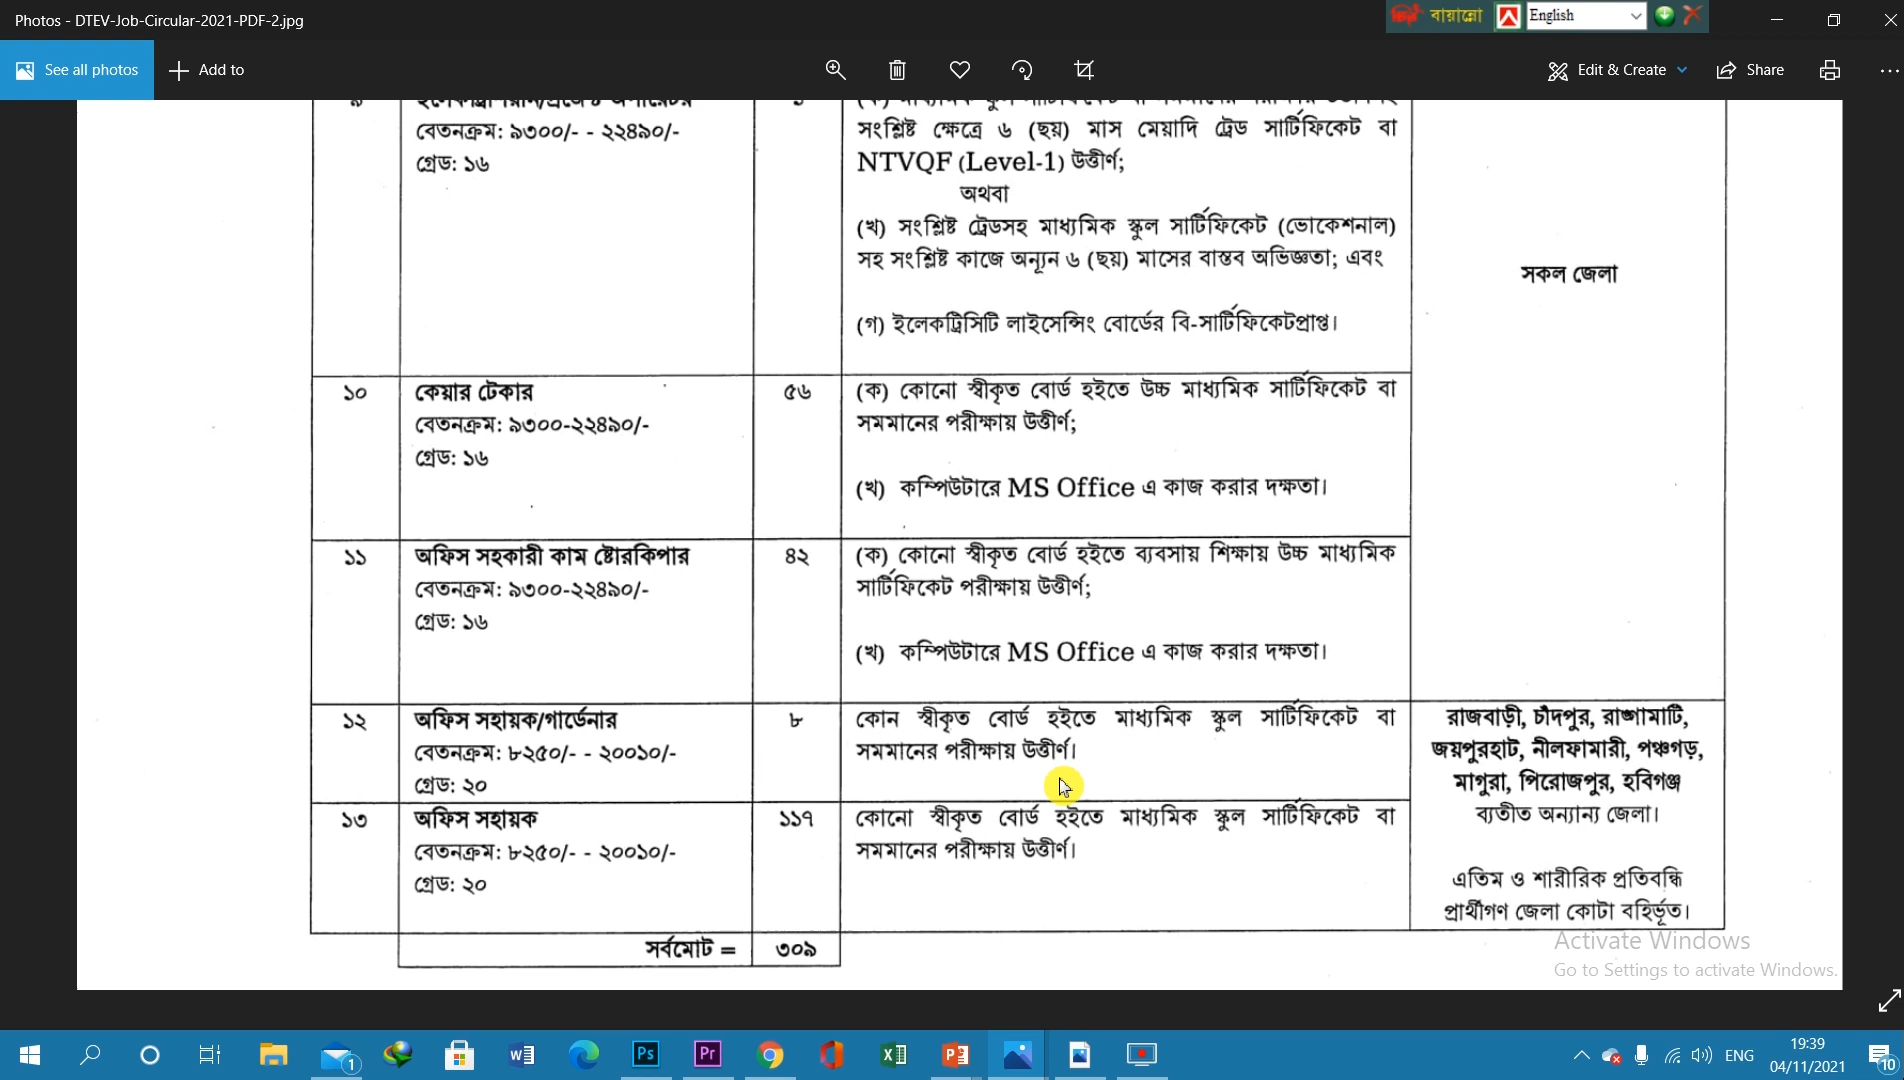 Photos - DTEV-Job-Circular-2021-PDF-2.jpg
বায়ান্নো
English
See all photos
Add to
Edit & Create
Share
৯
বেতনক্রম: ৯৩০০/- - ২২৪৯০/-
গ্রেড: ১৬
১
সংশ্লিষ্ট ক্ষেত্রে ৬ (ছয়) মাস মেয়াদি ট্রেড সার্টিফিকেট বা
NTVQF (Level-1) উত্তীর্ণ;
অথবা
(খ) সংশ্লিষ্ট ট্রেডসহ মাধ্যমিক স্কুল সার্টিফিকেট (ভোকেশনাল)
সহ সংশ্লিষ্ট কাজে অন্যূন ৬ (ছয়) মাসের বাস্তব অভিজ্ঞতা; এবং
(গ) ইলেকট্রিসিটি লাইসেন্সিং বোর্ডের বি-সার্টিফিকেটপ্রাপ্ত।
সকল জেলা
১০
কেয়ার টেকার
বেতনক্রম: ৯৩০০-২২৪৯০/-
গ্রেড: ১৬
৫৬
(ক) কোনো স্বীকৃত বোর্ড হইতে উচ্চ মাধ্যমিক সার্টিফিকেট বা
সমমানের পরীক্ষায় উত্তীর্ণ;
(খ) কম্পিউটারে MS Office এ কাজ করার দক্ষতা।
১১
অফিস সহকারী কাম ষ্টোরকিপার
বেতনক্রম: ৯৩০০-২২৪৯০/-
গ্রেড: ১৬
৪২
(ক) কোনো স্বীকৃত বোর্ড হইতে ব্যবসায় শিক্ষায় উচ্চ মাধ্যমিক
সার্টিফিকেট পরীক্ষায় উত্তীর্ণ;
(খ) কম্পিউটারে MS Office এ কাজ করার দক্ষতা।
১২
অফিস সহায়ক/গার্ডেনার
বেতনক্রম: ৮২৫০/- - ২০০১০/-
গ্রেড: ২০
৮
কোন স্বীকৃত বোর্ড হইতে মাধ্যমিক স্কুল সার্টিফিকেট বা
সমমানের পরীক্ষায় উত্তীর্ণ।
রাজবাড়ী, চাঁদপুর, রাঙ্গামাটি,
জয়পুরহাট, নীলফামারী, পঞ্চগড়,
মাগুরা, পিরোজপুর, হবিগঞ্জ
ব্যতীত অন্যান্য জেলা।
এতিম ও শারীরিক প্রতিবন্ধি
প্রার্থীগণ জেলা কোটা বহির্ভূত।
১৩
অফিস সহায়ক
বেতনক্রম: ৮২৫০/- - ২০০১০/-
গ্রেড: ২০
১১৭
কোনো স্বীকৃত বোর্ড হইতে মাধ্যমিক স্কুল সার্টিফিকেট বা
সমমানের পরীক্ষায় উত্তীর্ণ।
সর্বমোট =
৩০৯
Activate Windows
Go to Settings to activate Windows.
1
Ps
Pr
ENG
19:39
04/11/2021
10